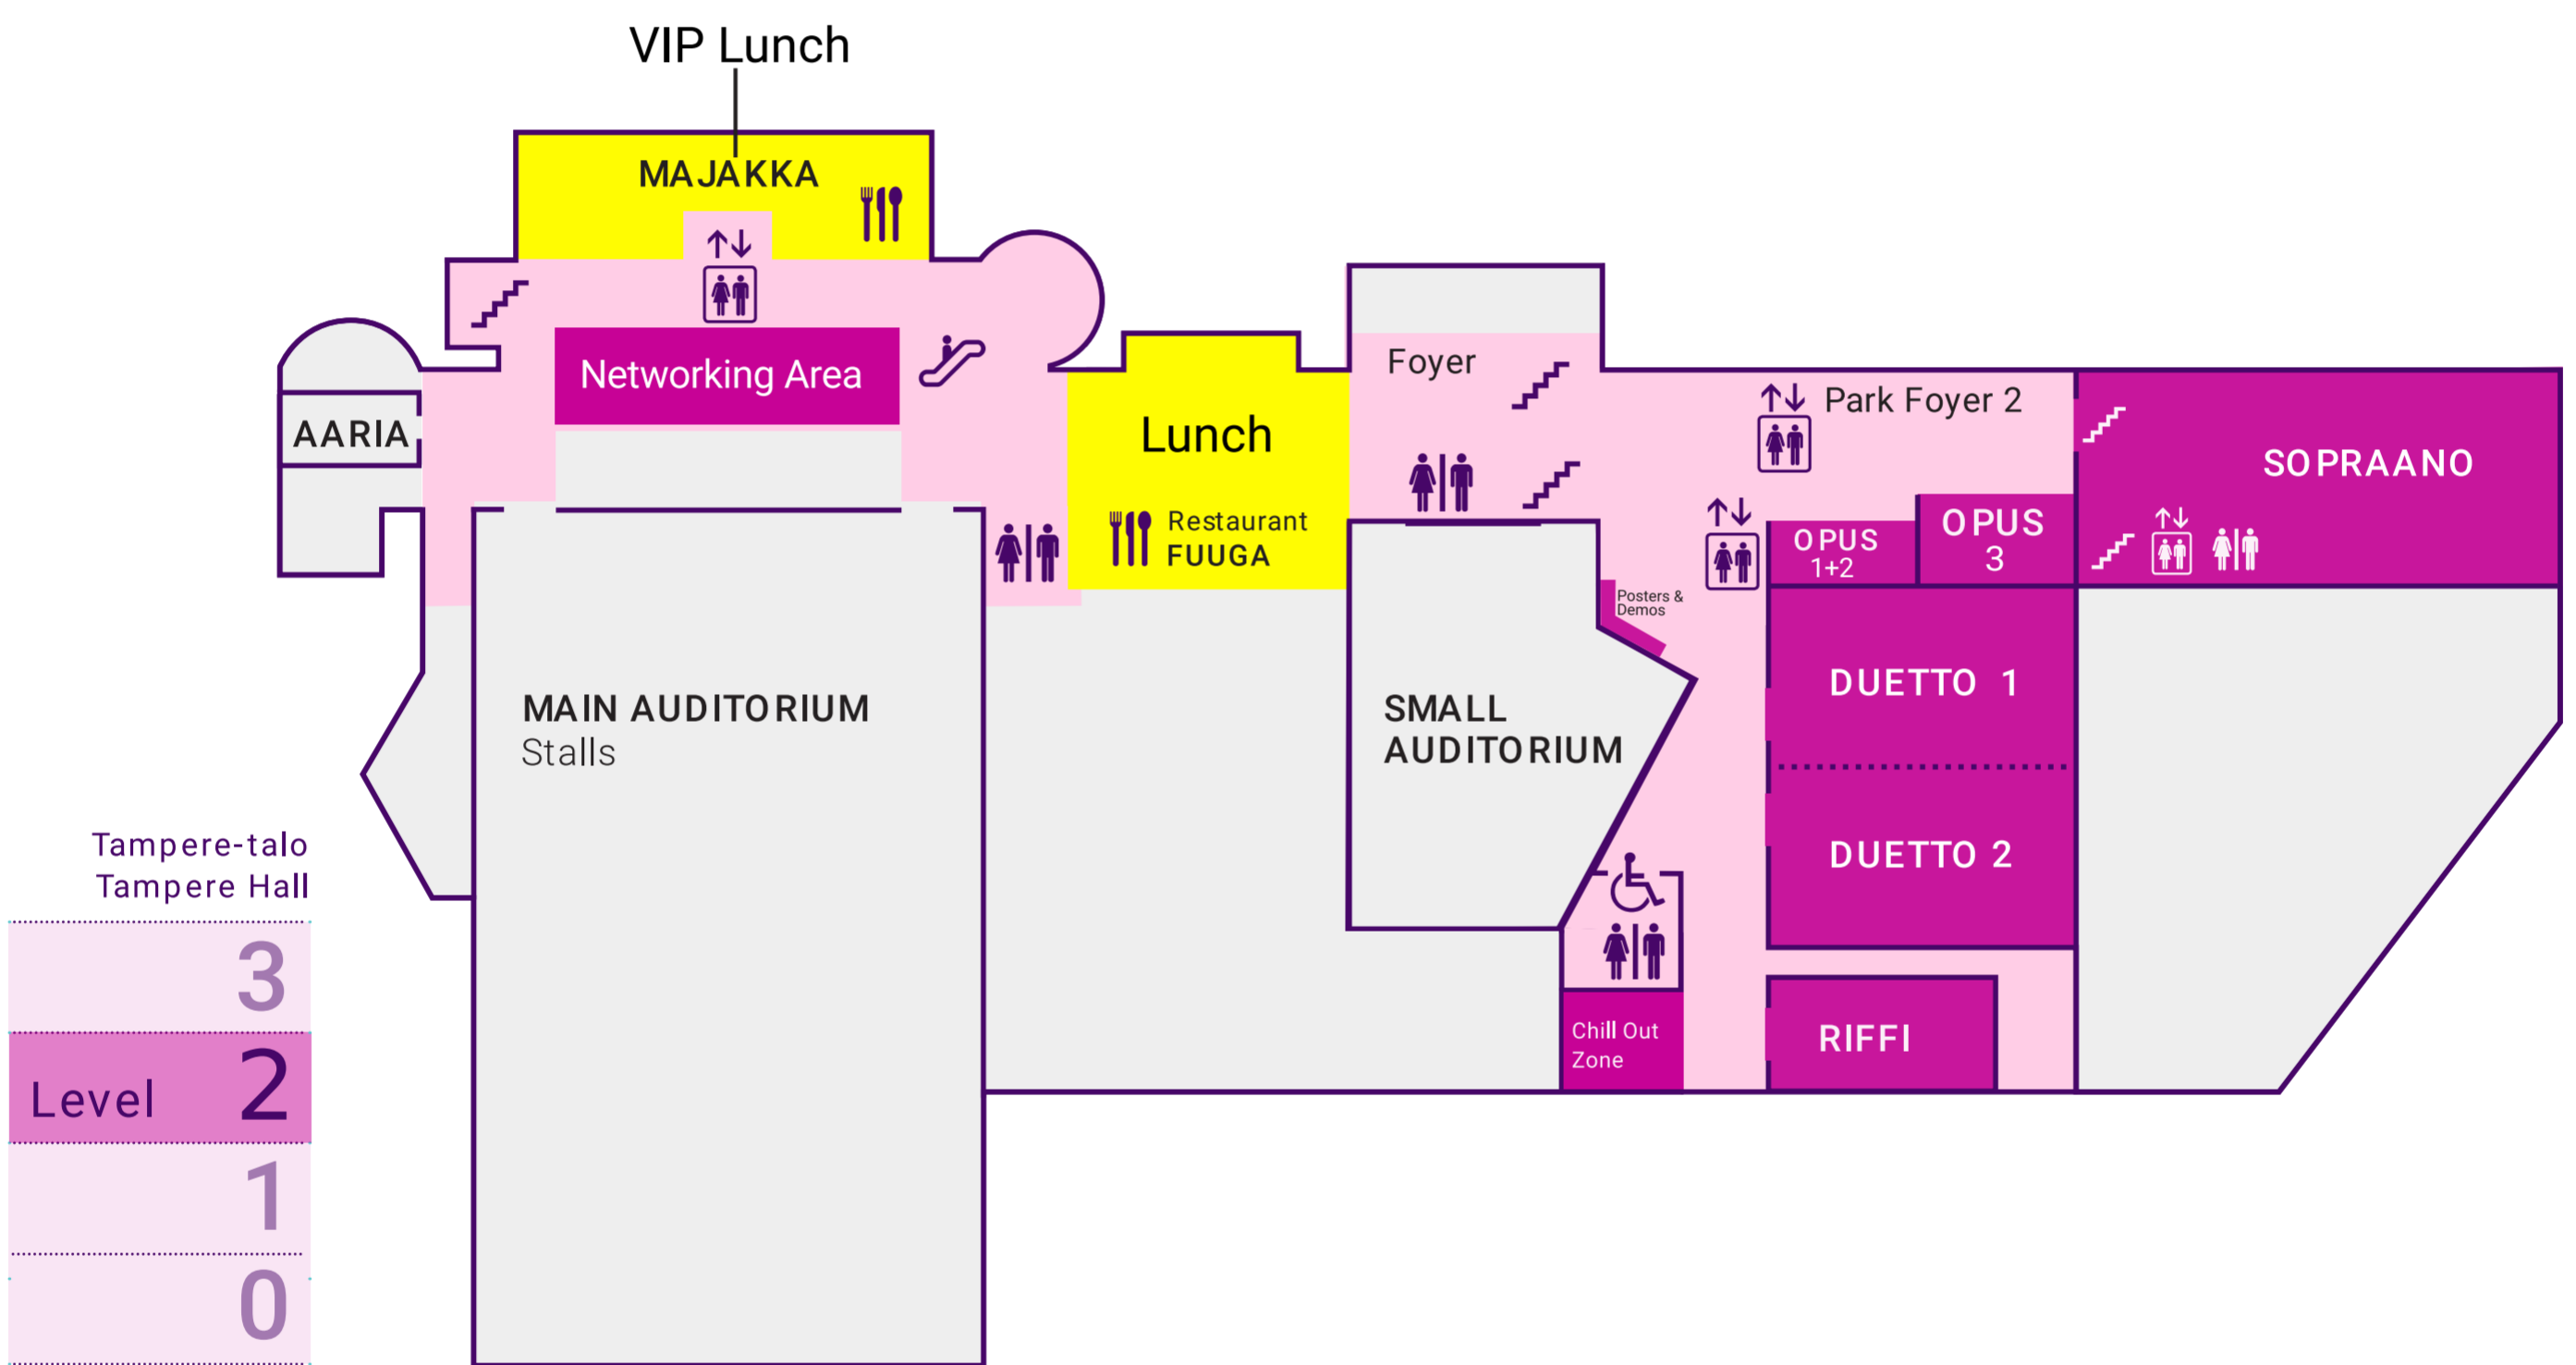 VIP Lunch
MAJAKKA
Networking Area
AARIA
Lunch
Restaurant
FUUGA
Foyer
Park Foyer 2
SOPRAANO
OPUS
1+2
OPUS
3
Posters &
Demos
DUETTO 1
DUETTO 2
MAIN AUDITORIUM
Stalls
SMALL
AUDITORIUM
Chill Out
Zone
RIFFI
Tampere-talo
Tampere Hall
3
Level 2
1
0